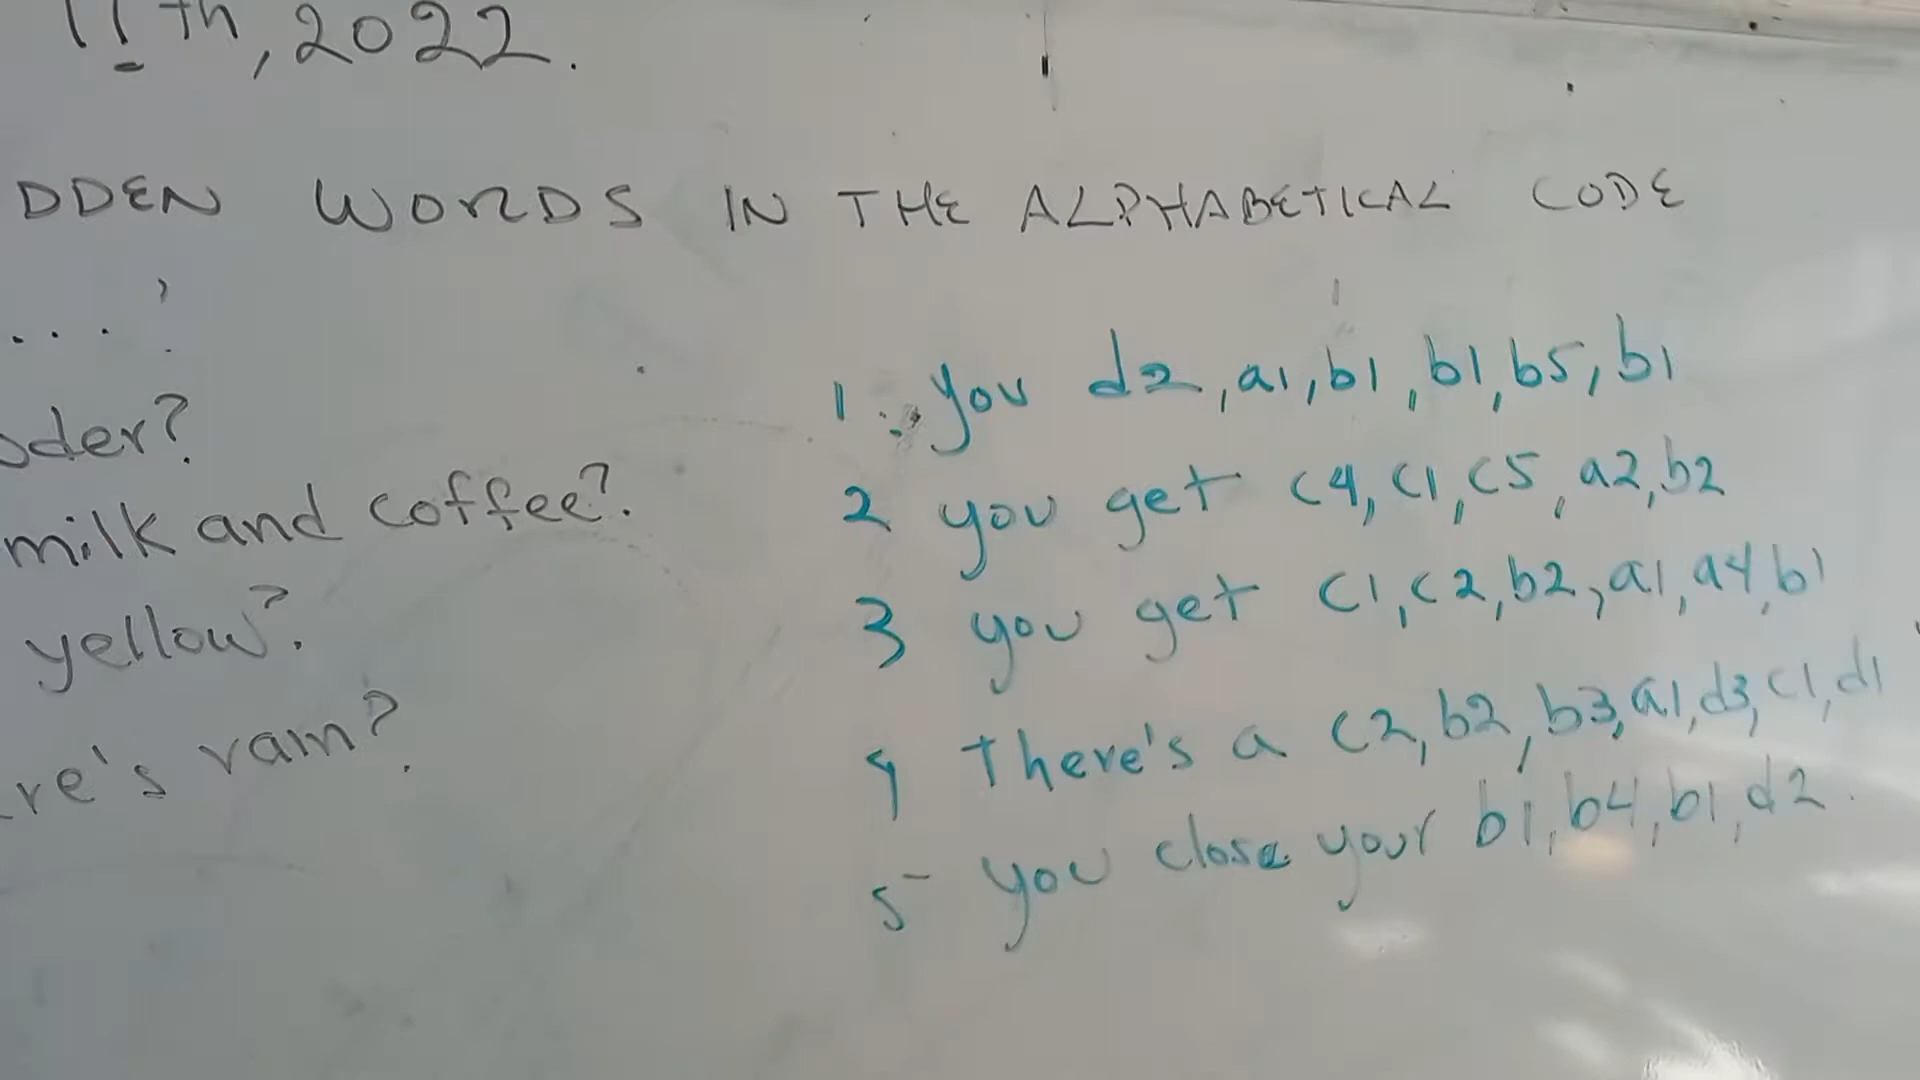 11th, 2022.
DDEN WORDS IN THE ALPHABETICAL CODE
...
oder?
milk and coffee?
yellow?
re's rain?
1. you d2, a1, b1, b1, b5, b1
2 you get c4, c1, c5, a2, b2
3 you get c1, c2, b2, a1, a4, b1
4 There's a c2, b2, b3, a1, d3, c1, d1
5- you close your b1, b4, b1, d2.